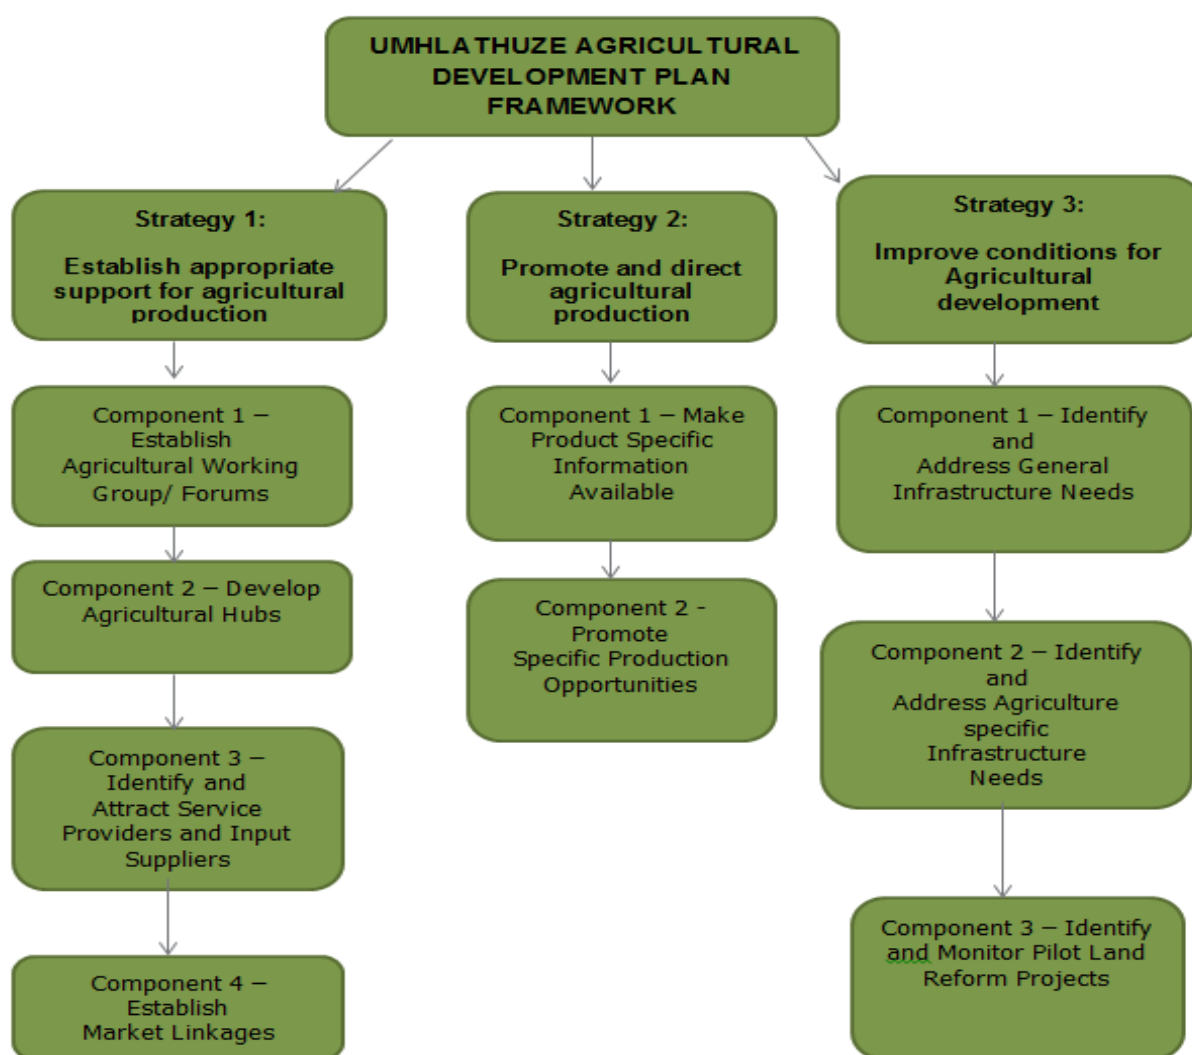 UMHLATHUZE AGRICULTURAL
DEVELOPMENT PLAN
FRAMEWORK
Strategy 1:
Establish appropriate
support for agricultural
production
Component 1 –
Establish
Agricultural Working
Group/ Forums
Component 2 – Develop
Agricultural Hubs
Component 3 –
Identify and
Attract Service
Providers and Input
Suppliers
Component 4 –
Establish
Market Linkages
Strategy 2:
Promote and direct
agricultural
production
Component 1 – Make
Product Specific
Information
Available
Component 2 -
Promote
Specific Production
Opportunities
Strategy 3:
Improve conditions for
Agricultural
development
Component 1 – Identify
and
Address General
Infrastructure Needs
Component 2 – Identify
and
Address Agriculture
specific
Infrastructure
Needs
Component 3 – Identify
and Monitor Pilot Land
Reform Projects